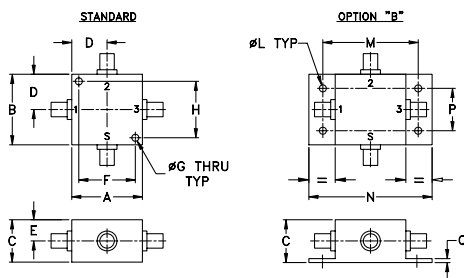 STANDARD
OPTION "B"
D
øL TYP
M
2
2
D
B
1
3
H
1
3
P
S
S
øG THRU
TYP
F
A
=
=
N
E
C
C
Q